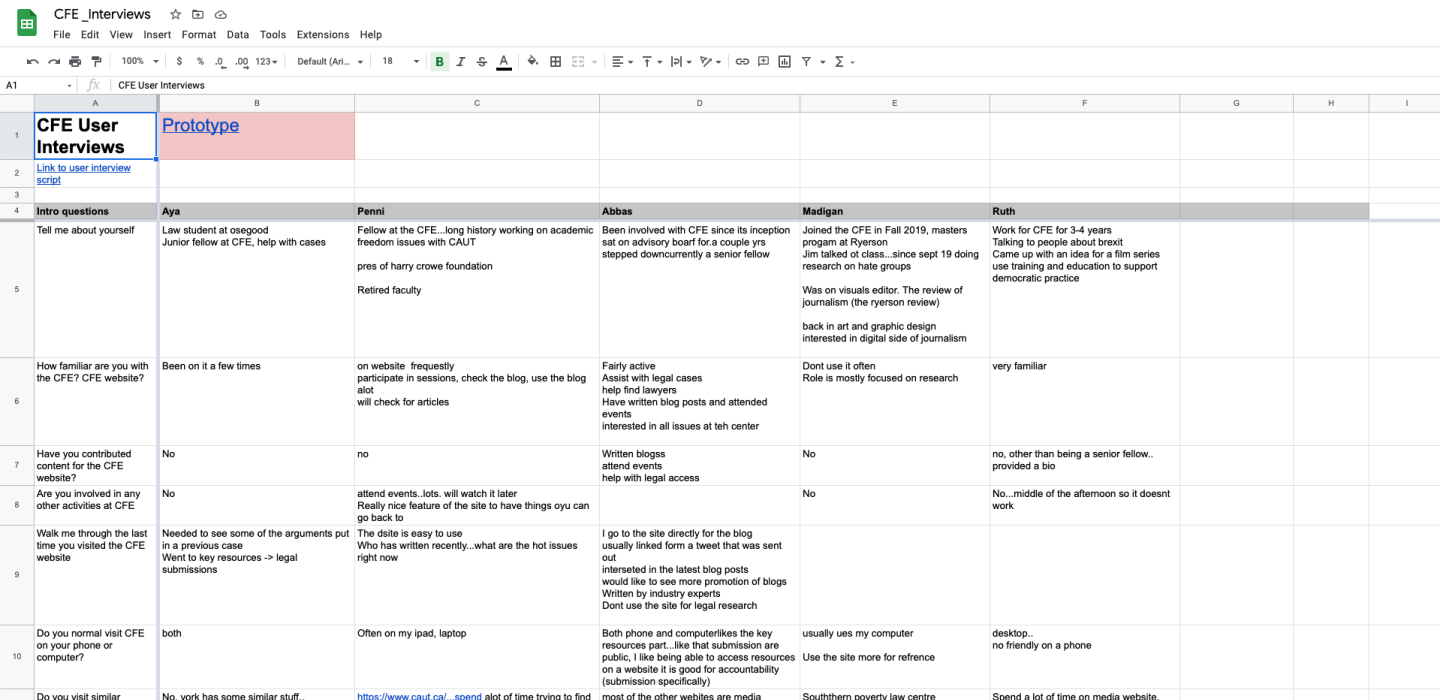 CFE _Interviews
File Edit View Insert Format Data Tools Extensions Help
100% $ % .0 .00 123 Default (Ari... 18 B I S A
A1 fx CFE User Interviews
A B C D E F G H I
1
CFE User
Interviews
Prototype
2
Link to user interview
script
3
4 Intro questions Aya Penni Abbas Madigan Ruth
5
Tell me about yourself
Law student at osegood
Junior fellow at CFE, help with cases
Fellow at the CFE...long history working on academic
freedom issues with CAUT
pres of harry crowe foundation
Retired faculty
Been involved with CFE since its inception
sat on advisory boarf for.a couple yrs
stepped downcurrently a senior fellow
Joined the CFE in Fall 2019, masters
progam at Ryerson
Jim talked ot class...since sept 19 doing
research on hate groups
Was on visuals editor. The review of
journalism (the ryerson review)
back in art and graphic design
interested in digital side of journalism
Work for CFE for 3-4 years
Talking to people about brexit
Came up with an idea for a film series
use training and education to support
democratic practice
6
How familiar are you with
the CFE? CFE website?
Been on it a few times
on website frequestly
participate in sessions, check the blog, use the blog
alot
will check for articles
Fairly active
Assist with legal cases
help find lawyers
Have written blog posts and attended
events
interested in all issues at teh center
Dont use it often
Role is mostly focused on research
very familiar
7
Have you contributed
content for the CFE
website?
No
no
Written blogss
attend events
help with legal access
No
no, other than being a senior fellow..
provided a bio
8
Are you involved in any
other activities at CFE
No
attend events..lots. will watch it later
Really nice feature of the site to have things oyu can
go back to
No
No...middle of the afternoon so it doesnt
work
9
Walk me through the last
time you visited the CFE
website
Needed to see some of the arguments put
in a previous case
Went to key resources -> legal
submissions
The dsite is easy to use
Who has written recently...what are the hot issues
right now
I go to the site directly for the blog
usually linked form a tweet that was sent
out
interseted in the latest blog posts
would like to see more promotion of blogs
Written by industry experts
Dont use the site for legal research
10
Do you normal visit CFE
on your phone or
computer?
both
Often on my ipad, laptop
Both phone and computerlikes the key
resources part...like that submission are
public, I like being able to access resources
on a website it is good for accountability
(submission specifically)
usually ues my computer
Use the site more for refrence
desktop..
no friendly on a phone
Do you visit similar
No, york has some similar stuff..
https://www.caut.ca/...spend alot of time trying to find
most of the other webites are media
Souththern poverty law centre
Spend a lot of time on media website.